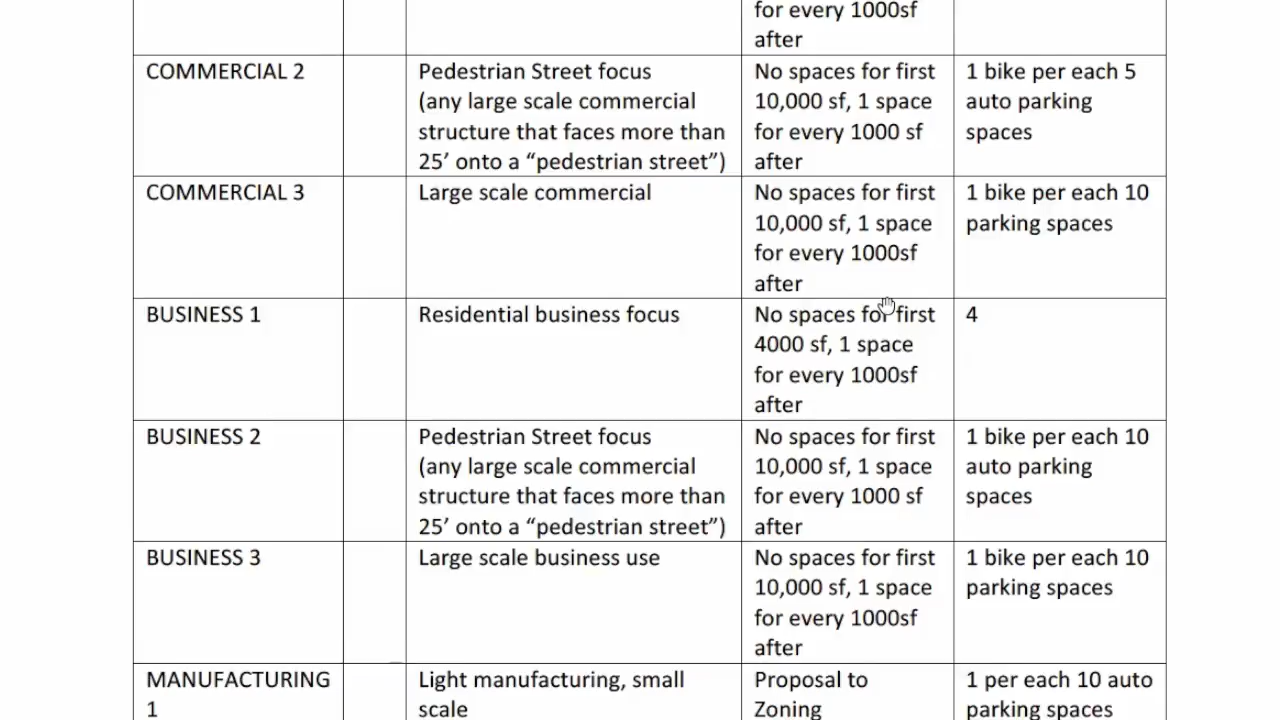 for every 1000sf
after
COMMERCIAL 2
Pedestrian Street focus
(any large scale commercial
structure that faces more than
25’ onto a “pedestrian street”)
No spaces for first
10,000 sf, 1 space
for every 1000 sf
after
1 bike per each 5
auto parking
spaces
COMMERCIAL 3
Large scale commercial
No spaces for first
10,000 sf, 1 space
for every 1000sf
after
1 bike per each 10
parking spaces
BUSINESS 1
Residential business focus
No spaces for first
4000 sf, 1 space
for every 1000sf
after
4
BUSINESS 2
Pedestrian Street focus
(any large scale commercial
structure that faces more than
25’ onto a “pedestrian street”)
No spaces for first
10,000 sf, 1 space
for every 1000 sf
after
1 bike per each 10
auto parking
spaces
BUSINESS 3
Large scale business use
No spaces for first
10,000 sf, 1 space
for every 1000sf
after
1 bike per each 10
parking spaces
MANUFACTURING
1
Light manufacturing, small
scale
Proposal to
Zoning
1 per each 10 auto
parking spaces